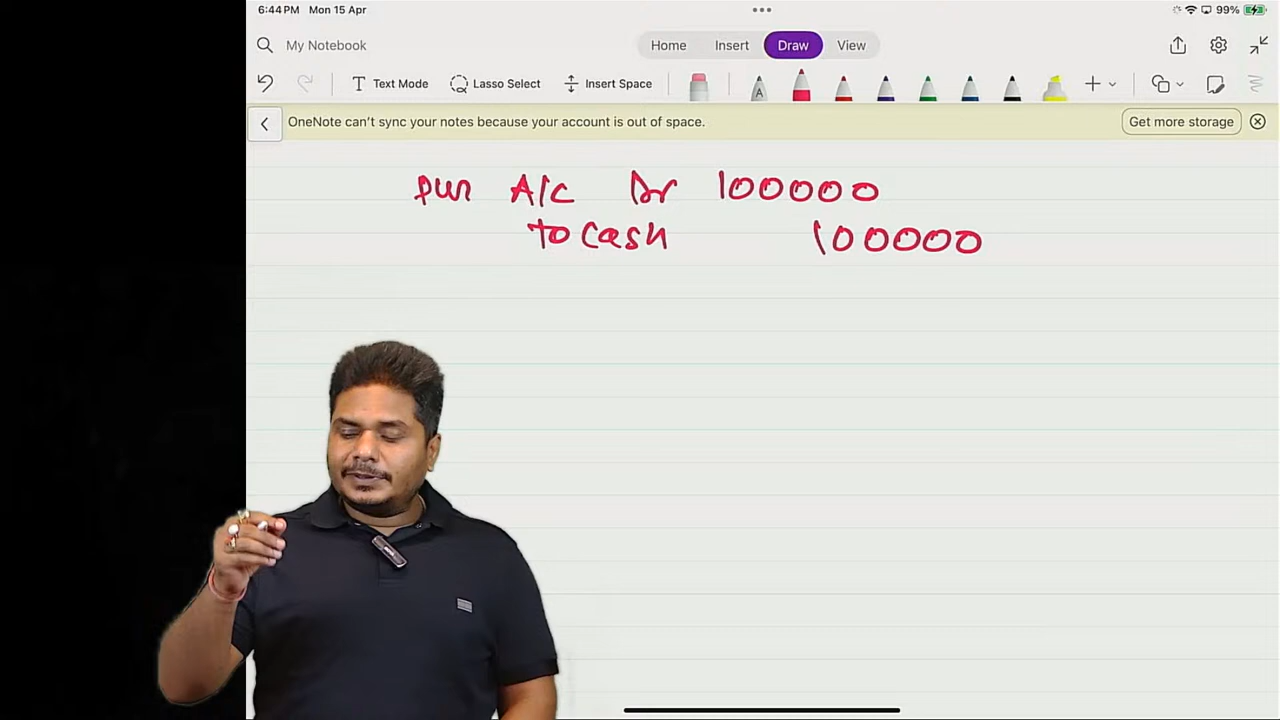 6:44 PM Mon 15 Apr
99%
My Notebook
Home Insert Draw View
Text Mode Lasso Select Insert Space
A
OneNote can't sync your notes because your account is out of space.
Get more storage
pur A/C Dr 100000
to cash 100000